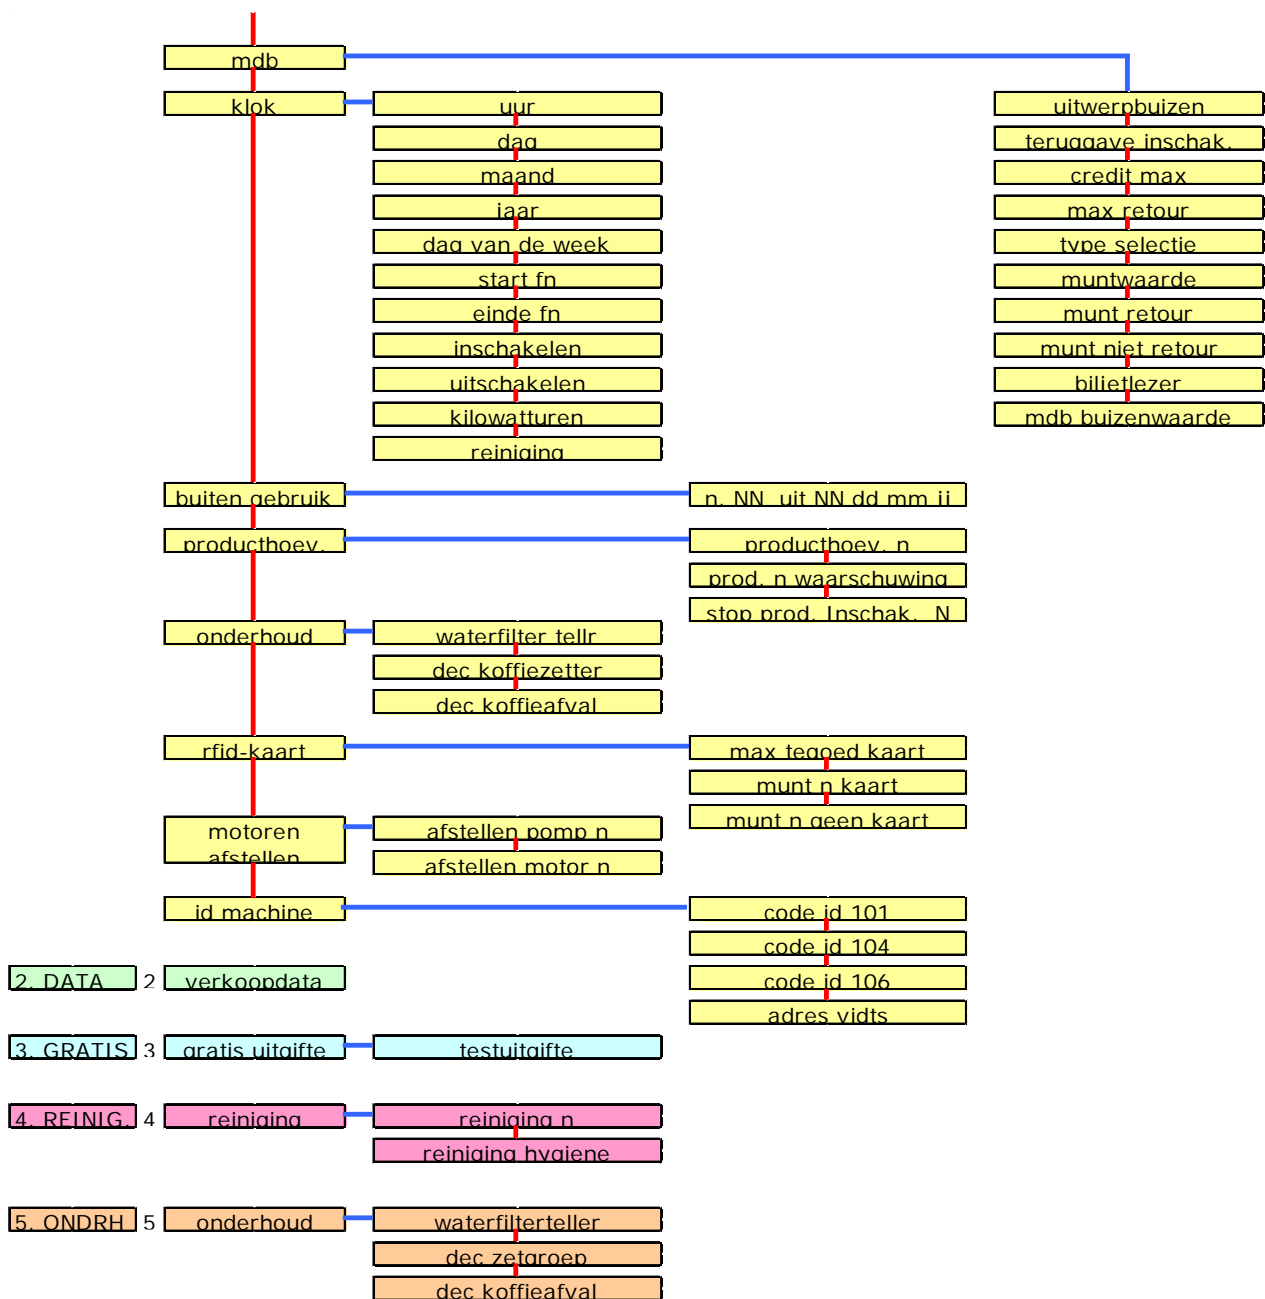 mdb
klok
uur
uitwerpbuizen
dag
teruggave inschak.
maand
credit max
jaar
max retour
dag van de week
type selectie
start fn
muntwaarde
einde fn
munt retour
inschakelen
munt niet retour
uitschakelen
biljetlezer
kilowatturen
mdb buizenwaarde
reiniging
buiten gebruik
n. NN uit NN dd mm jj
producthoev.
producthoev. n
prod. n waarschuwing
stop prod. Inschak. N
onderhoud
waterfilter tellr
dec koffiezetter
dec koffieafval
rfid-kaart
max tegoed kaart
munt n kaart
munt n geen kaart
motoren
afstellen
afstellen pomp n
afstellen motor n
id machine
code id 101
code id 104
2. DATA 2 verkoopdata
code id 106
adres vidts
3. GRATIS 3 gratis uitgifte testuitgifte
4. REINIG. 4 reiniging reiniging n
reiniging hygiene
5. ONDRH 5 onderhoud waterfilterteller
dec zetgroep
dec koffieafval